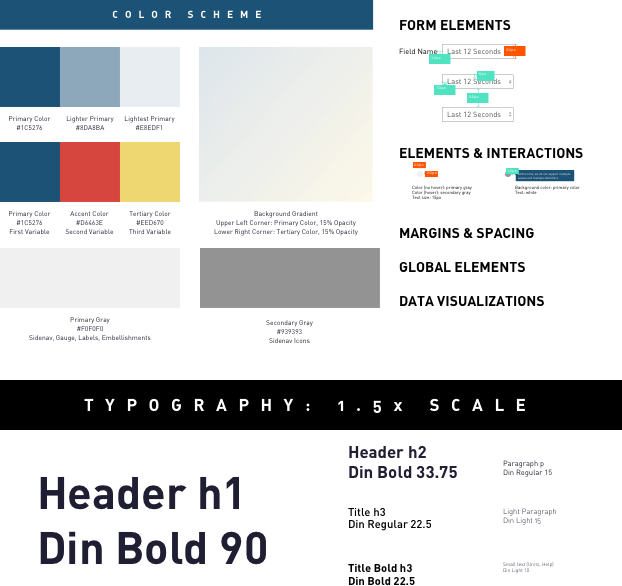 COLOR SCHEME
Primary Color
#1C5276
Lighter Primary
#8DA8BA
Lightest Primary
#E8EDF1
Primary Color
#1C5276
First Variable
Accent Color
#D6463E
Second Variable
Tertiary Color
#EED670
Third Variable
Background Gradient
Upper Left Corner: Primary Color, 15% Opacity
Lower Right Corner: Tertiary Color, 15% Opacity
Primary Gray
#F0F0F0
Sidenav, Gauge, Labels, Embellishments
Secondary Gray
#939393
Sidenav Icons
FORM ELEMENTS
Field Name
Last 12 Seconds
Last 12 Seconds
Last 12 Seconds
ELEMENTS & INTERACTIONS
Color (no hover): primary gray
Color (hover): secondary gray
Text size: 15px
Background color: primary color
Text: white
MARGINS & SPACING
GLOBAL ELEMENTS
DATA VISUALIZATIONS
TYPOGRAPHY: 1.5x SCALE
Header h1
Din Bold 90
Header h2
Din Bold 33.75
Title h3
Din Regular 22.5
Title Bold h3
Din Bold 22.5
Paragraph p
Din Regular 15
Light Paragraph
Din Light 15
Small text (Units, Help)
Din Light 10